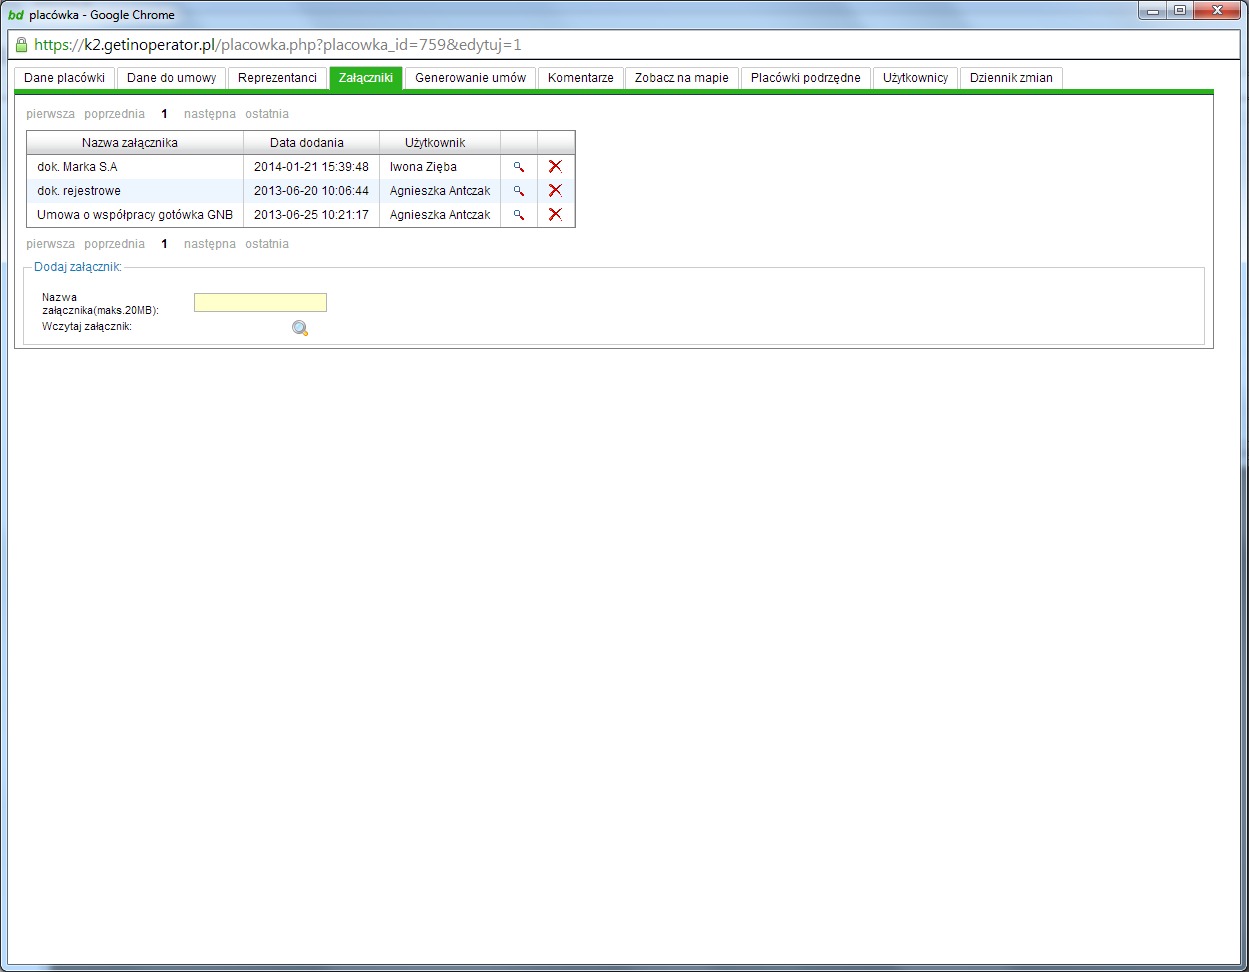 bd placówka - Google Chrome
https://k2.getinoperator.pl/placowka.php?placowka_id=759&edytuj=1
Dane placówki Dane do umowy Reprezentanci Załączniki Generowanie umów Komentarze Zobacz na mapie Placówki podrzędne Użytkownicy Dziennik zmian
pierwsza poprzednia 1 następna ostatnia
Nazwa załącznika Data dodania Użytkownik
dok. Marka S.A 2014-01-21 15:39:48 Iwona Zięba
dok. rejestrowe 2013-06-20 10:06:44 Agnieszka Antczak
Umowa o współpracy gotówka GNB 2013-06-25 10:21:17 Agnieszka Antczak
pierwsza poprzednia 1 następna ostatnia
Dodaj załącznik:
Nazwa
załącznika(maks.20MB):
Wczytaj załącznik: